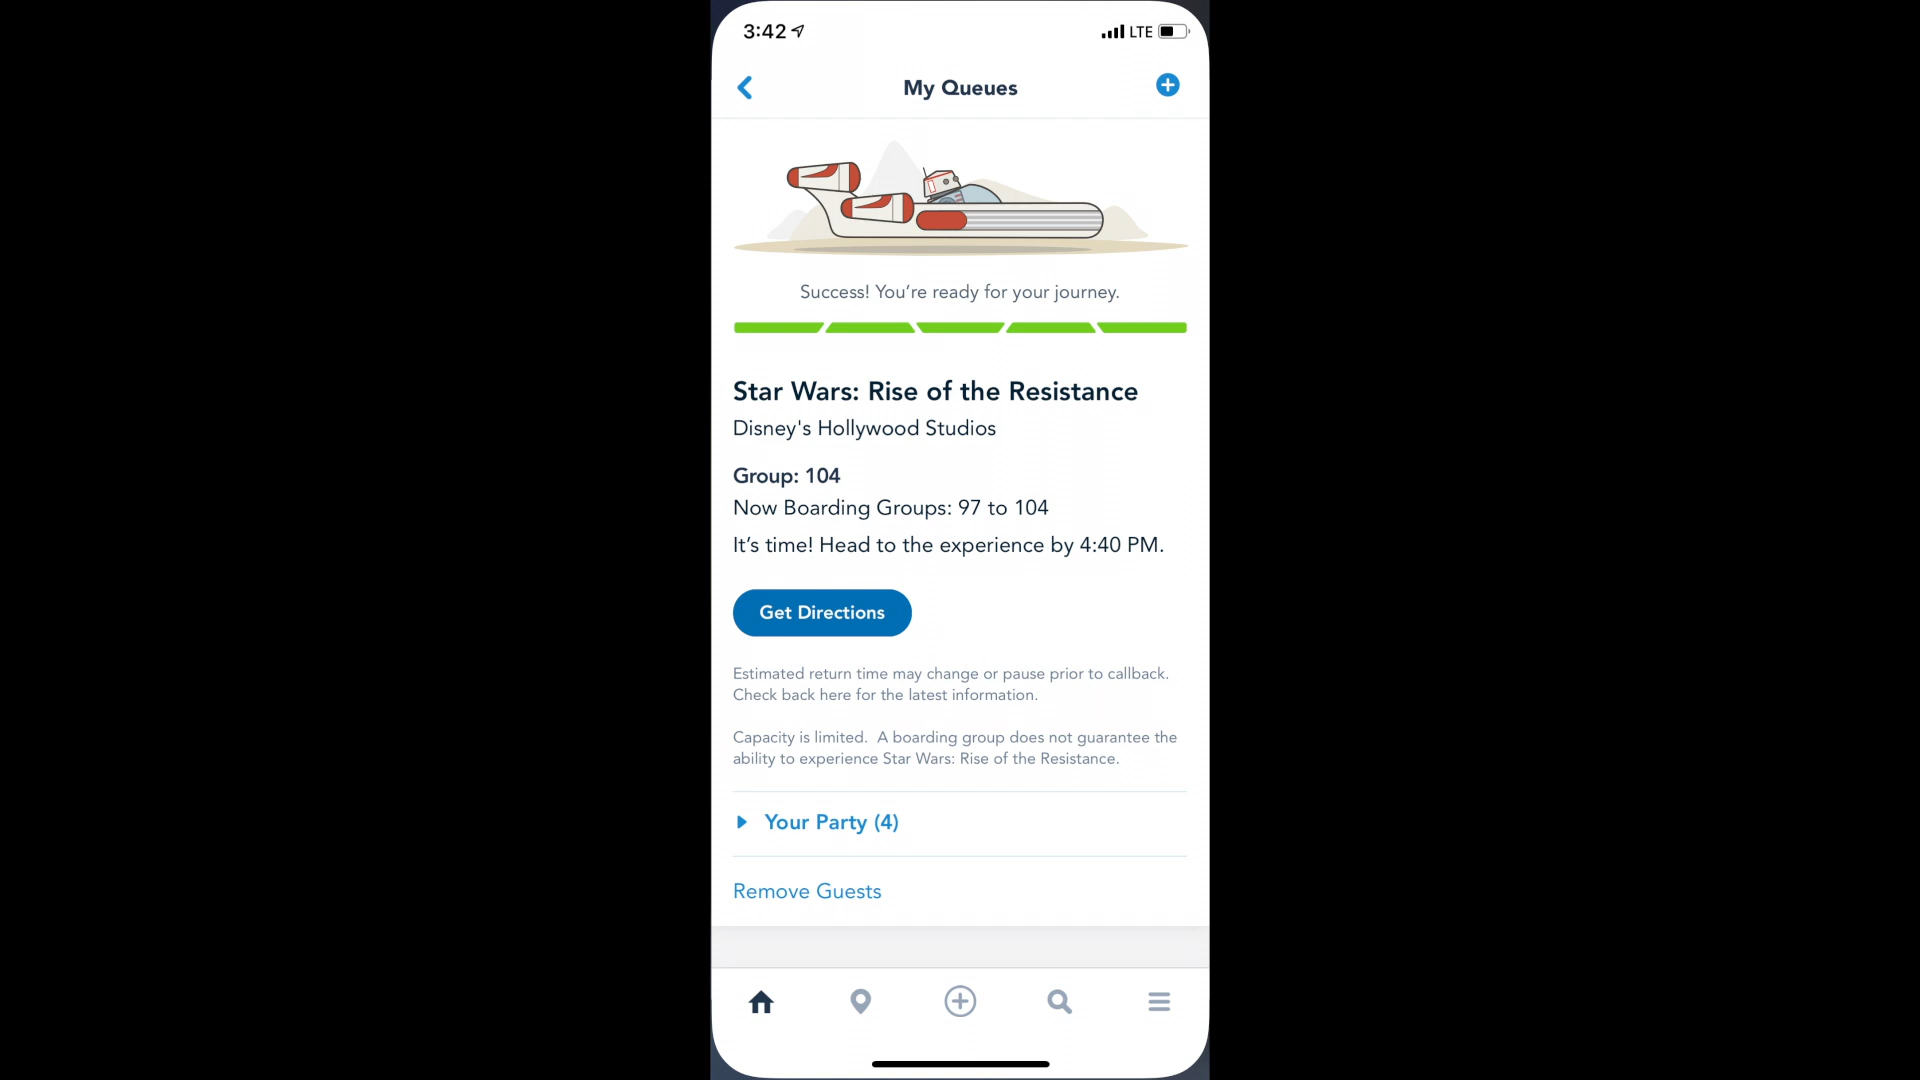 3:42
LTE
My Queues
Success! You’re ready for your journey.
Star Wars: Rise of the Resistance
Disney's Hollywood Studios
Group: 104
Now Boarding Groups: 97 to 104
It’s time! Head to the experience by 4:40 PM.
Get Directions
Estimated return time may change or pause prior to callback.
Check back here for the latest information.
Capacity is limited.  A boarding group does not guarantee the
ability to experience Star Wars: Rise of the Resistance.
Your Party (4)
Remove Guests